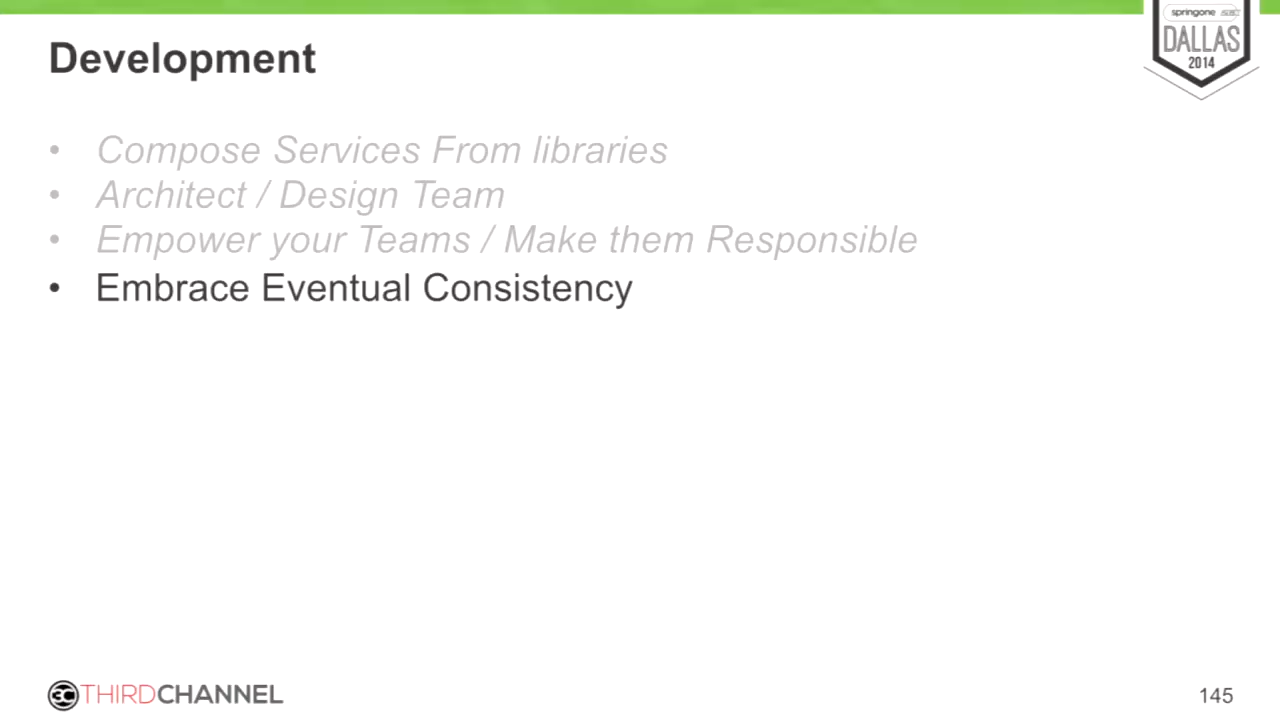 springone
DALLAS
2014
Development
• Compose Services From libraries
• Architect / Design Team
• Empower your Teams / Make them Responsible
• Embrace Eventual Consistency
3C THIRDCHANNEL
145